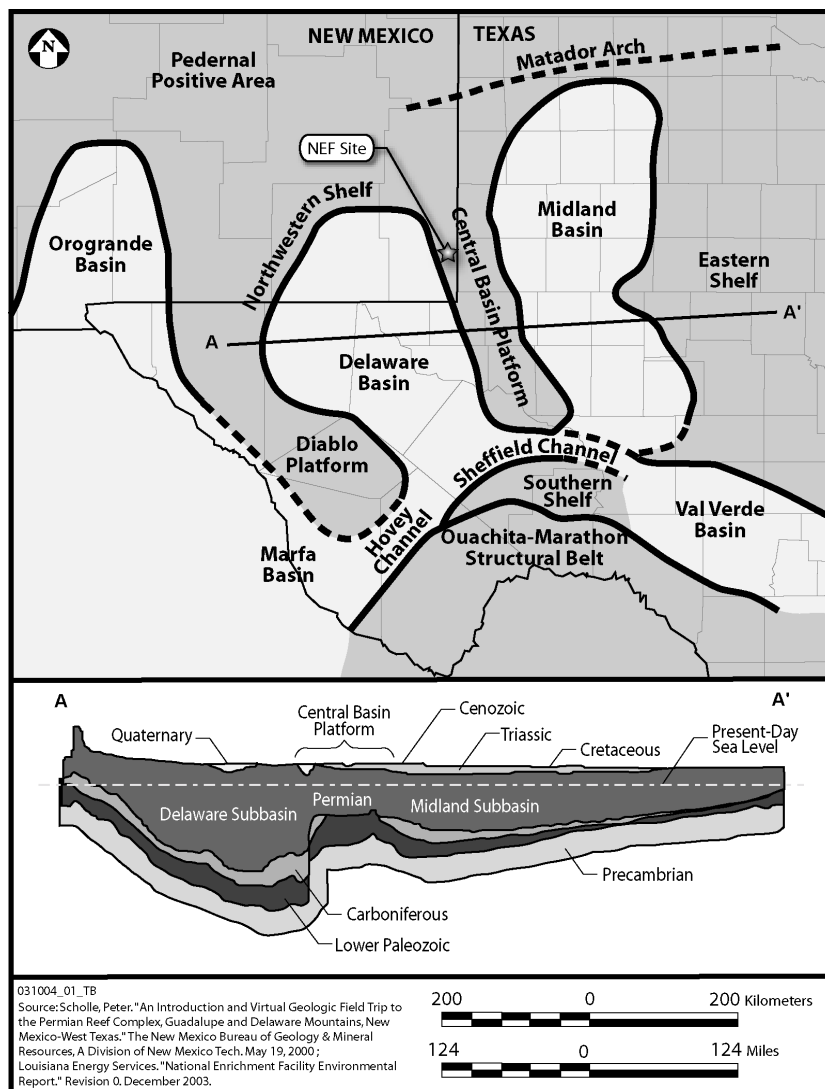 N
NEW MEXICO
TEXAS
Pedernal
Positive Area
Matador Arch
NEF Site
Northwestern Shelf
Central Basin Platform
Midland
Basin
Orogrande
Basin
Eastern
Shelf
A
A'
Delaware
Basin
Diablo
Platform
Sheffield Channel
Southern
Shelf
Hovey
Channel
Val Verde
Basin
Marfa
Basin
Ouachita-Marathon
Structural Belt
A
A'
Quaternary
Central Basin
Platform
Cenozoic
Triassic
Cretaceous
Present-Day
Sea Level
Delaware Subbasin
Permian
Midland Subbasin
Precambrian
Carboniferous
Lower Paleozoic
031004_01_TB
Source: Scholle, Peter. "An Introduction and Virtual Geologic Field Trip to
the Permian Reef Complex, Guadalupe and Delaware Mountains, New
Mexico-West Texas." The New Mexico Bureau of Geology & Mineral
Resources, A Division of New Mexico Tech. May 19, 2000 ;
Louisiana Energy Services. "National Enrichment Facility Environmental
Report." Revision 0. December 2003.
200 0 200 Kilometers
124 0 124 Miles